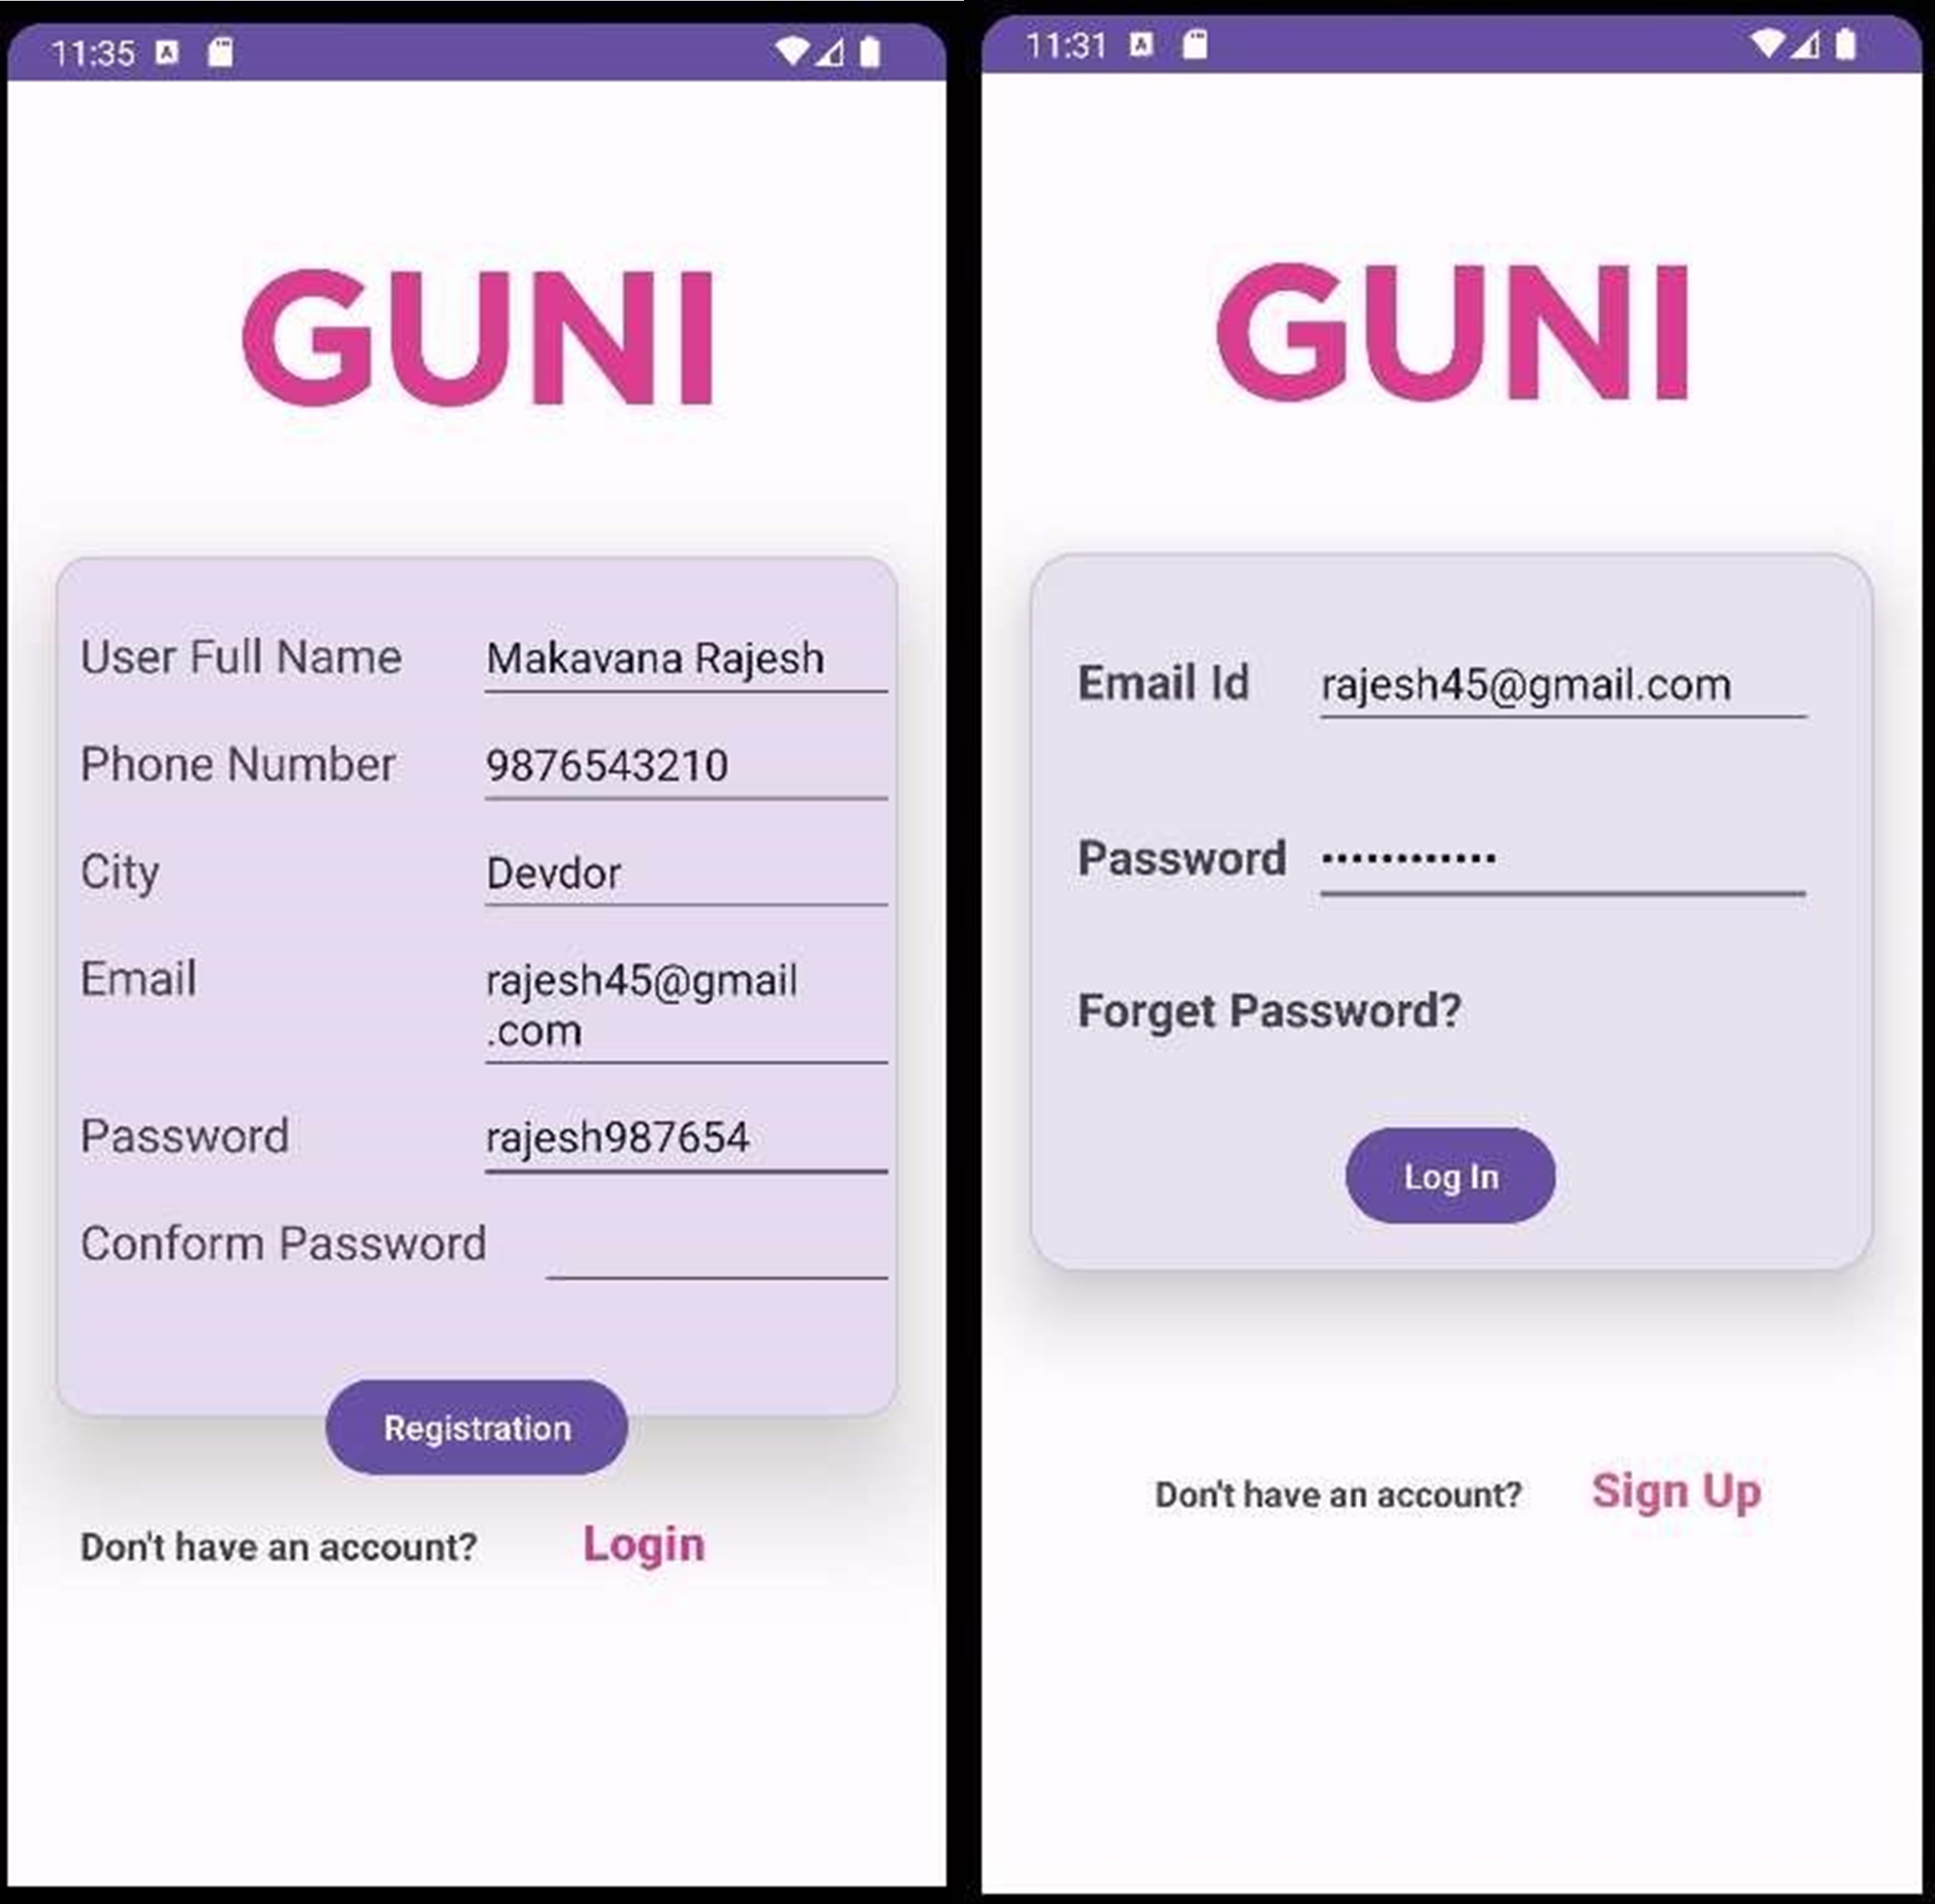 11:35
GUNI
User Full Name Makavana Rajesh
Phone Number 9876543210
City Devdor
Email rajesh45@gmail
.com
Password rajesh987654
Conform Password
Registration
Don't have an account? Login
11:31
GUNI
Email Id rajesh45@gmail.com
Password ••••••••••••
Forget Password?
Log In
Don't have an account? Sign Up